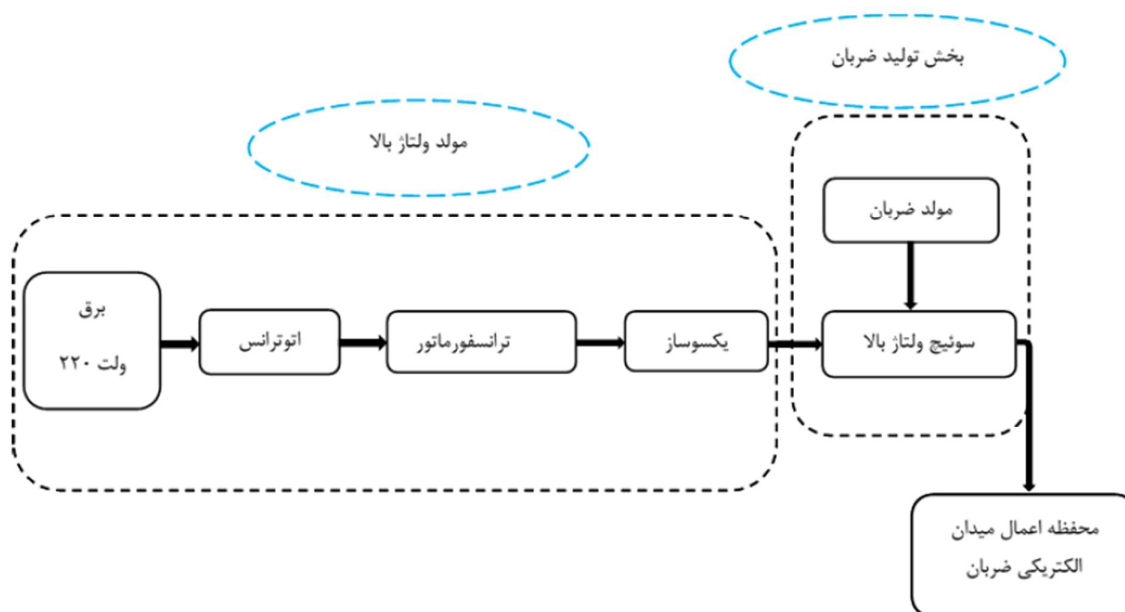 بخش تولید ضربان
مولد ولتاژ بالا
مولد ضربان
برق
۲۲۰ ولت
اتوترانس
ترانسفورماتور
یکسوساز
سوئیچ ولتاژ بالا
محفظه اعمال میدان
الکتریکی ضربان